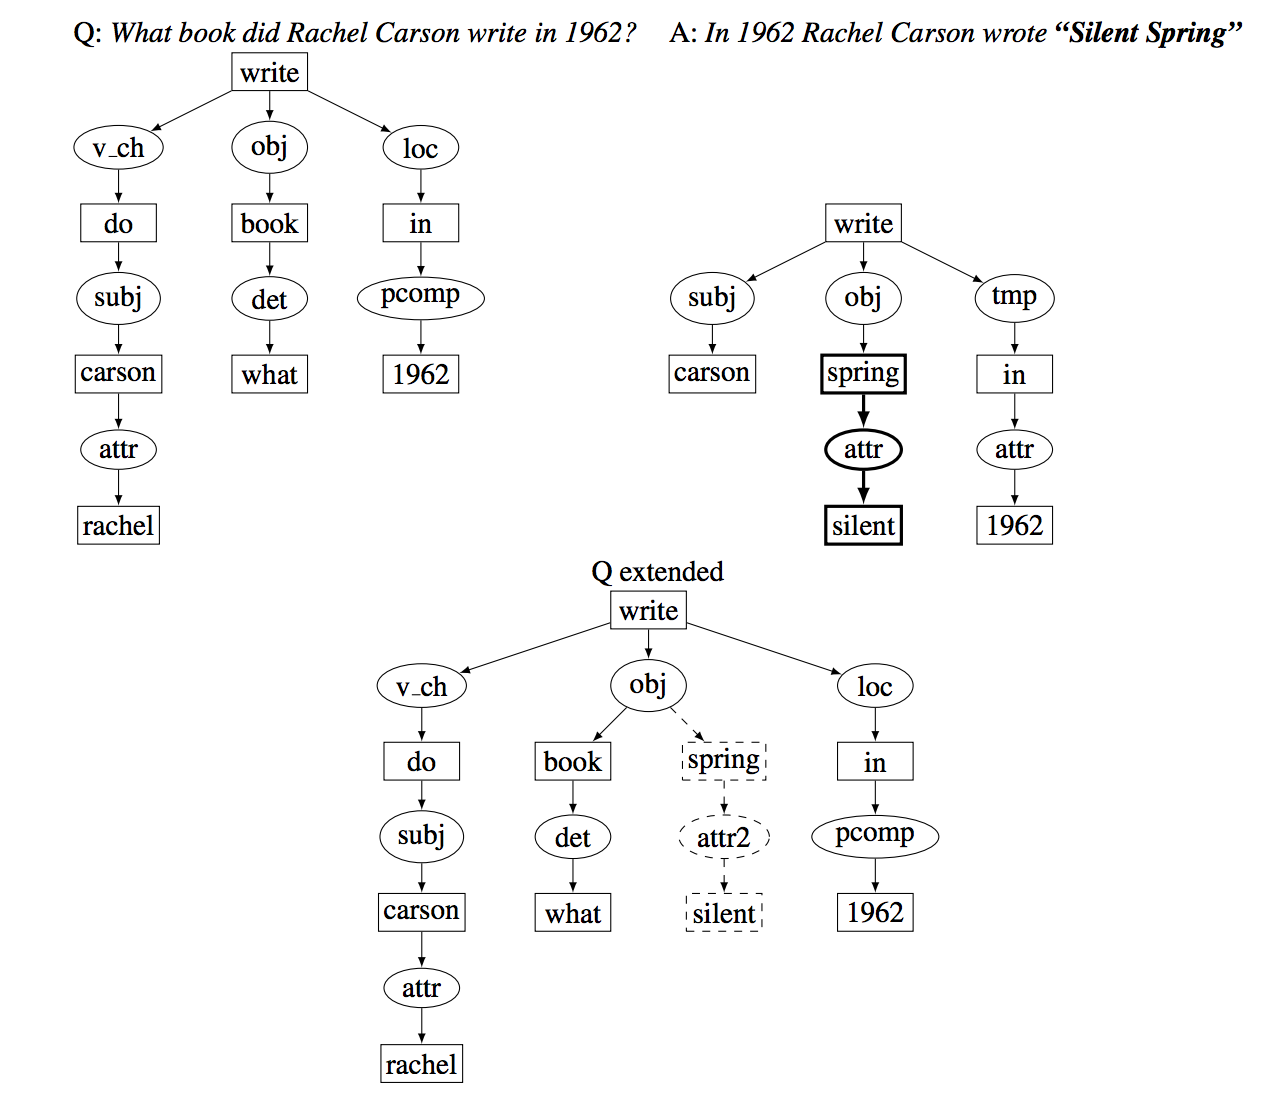 Q: What book did Rachel Carson write in 1962? A: In 1962 Rachel Carson wrote “Silent Spring”
write
v_ch obj loc
do book in
subj det pcomp
carson what 1962
attr
rachel
write
subj obj tmp
carson spring in
attr attr
silent 1962
Q extended
write
v_ch obj loc
do book spring in
subj det attr2 pcomp
carson what silent 1962
attr
rachel